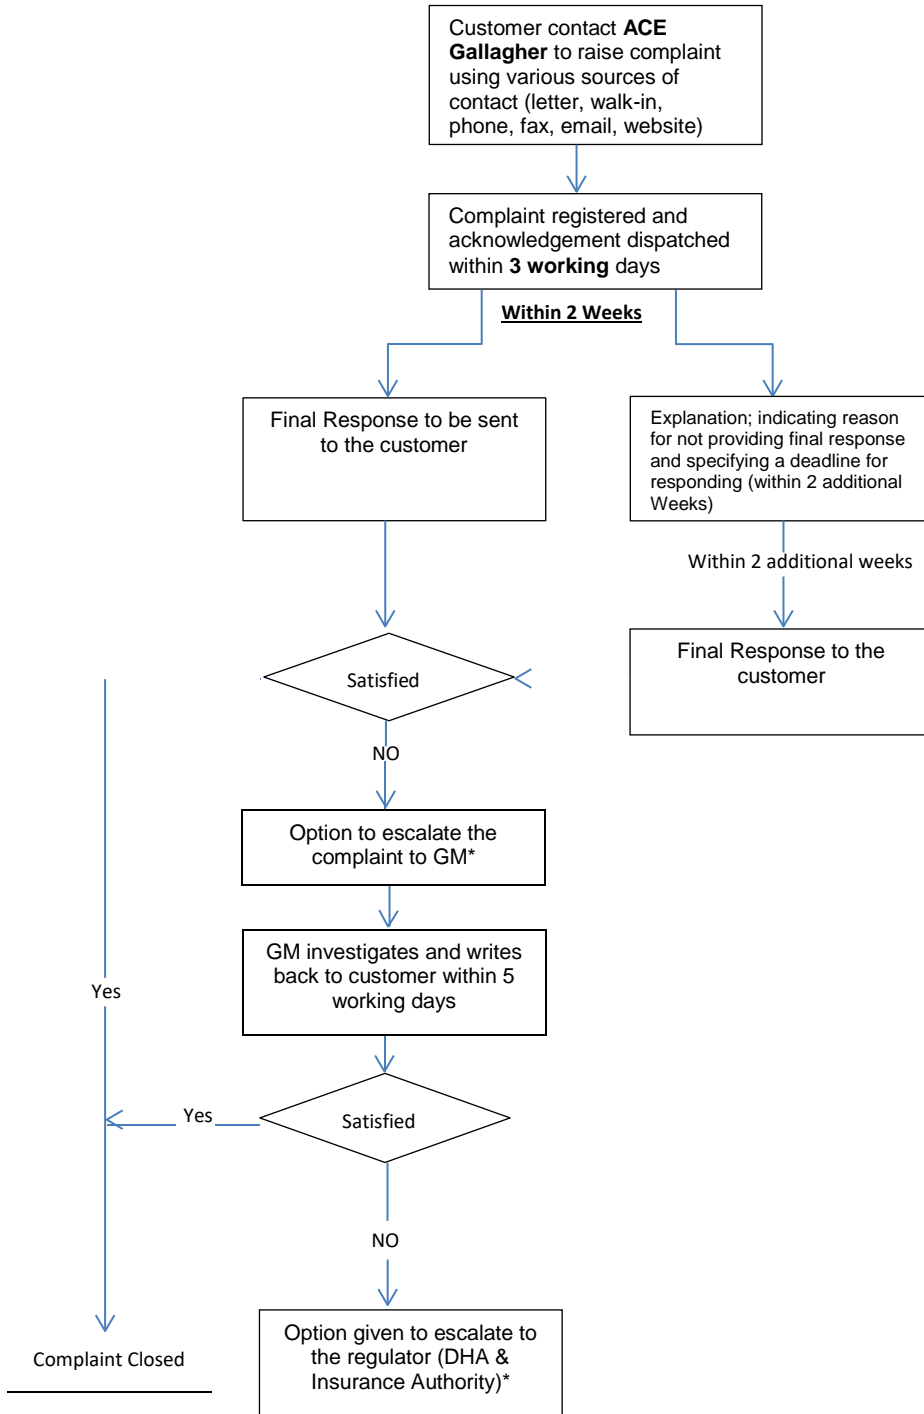 Customer contact ACE
Gallagher to raise complaint
using various sources of
contact (letter, walk-in,
phone, fax, email, website)
Complaint registered and
acknowledgement dispatched
within 3 working days
Within 2 Weeks
Final Response to be sent
to the customer
Explanation; indicating reason
for not providing final response
and specifying a deadline for
responding (within 2 additional
Weeks)
Within 2 additional weeks
Final Response to the
customer
Satisfied
NO
Option to escalate the
complaint to GM*
GM investigates and writes
back to customer within 5
working days
Yes
Satisfied
Yes
NO
Option given to escalate to
the regulator (DHA &
Insurance Authority)*
Complaint Closed